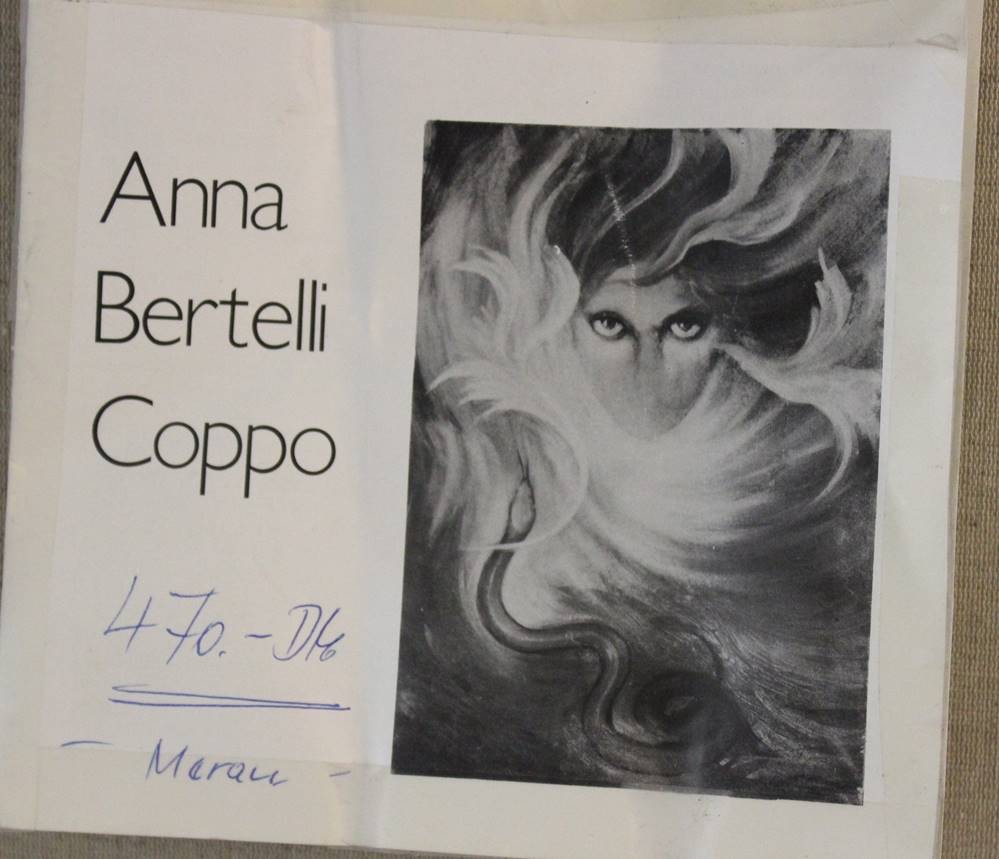 Anna
Bertelli
Coppo
470.- DM
- Meran -